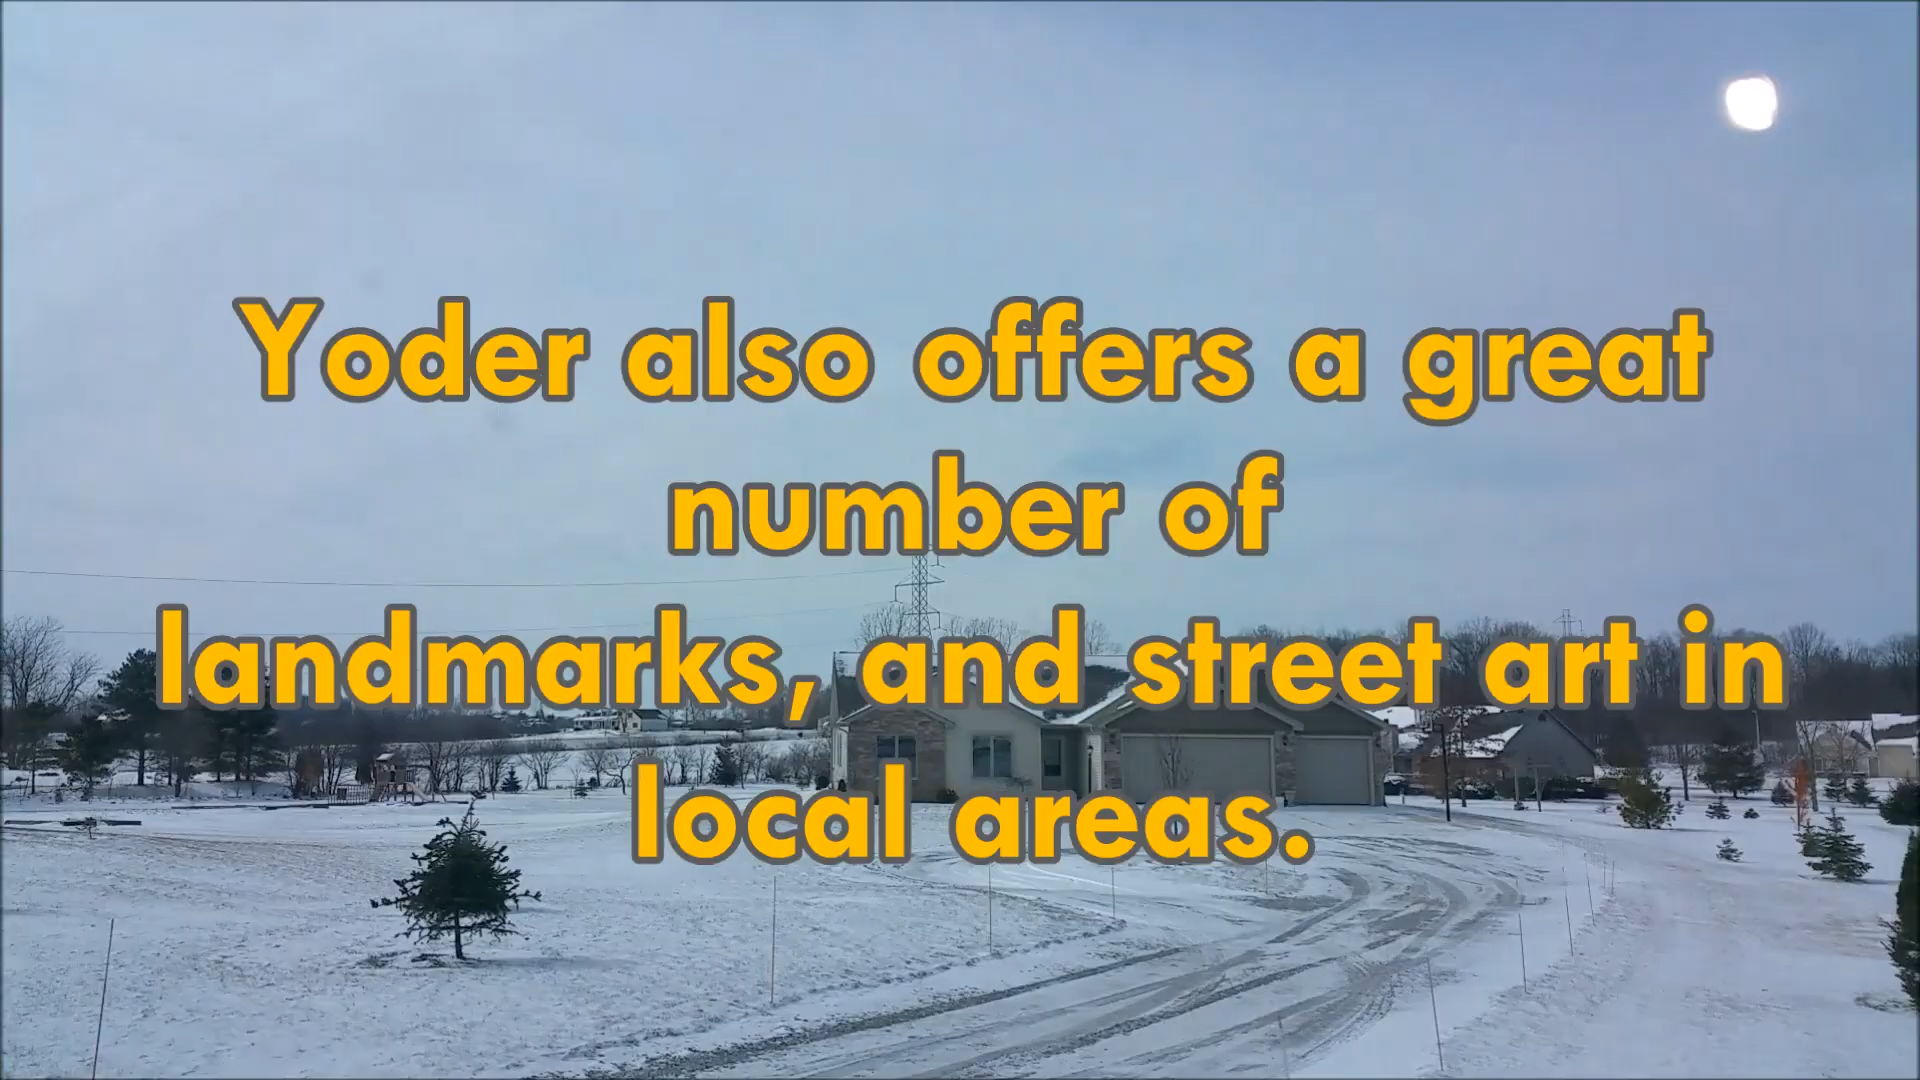 Yoder also offers a great
number of
landmarks, and street art in
local areas.